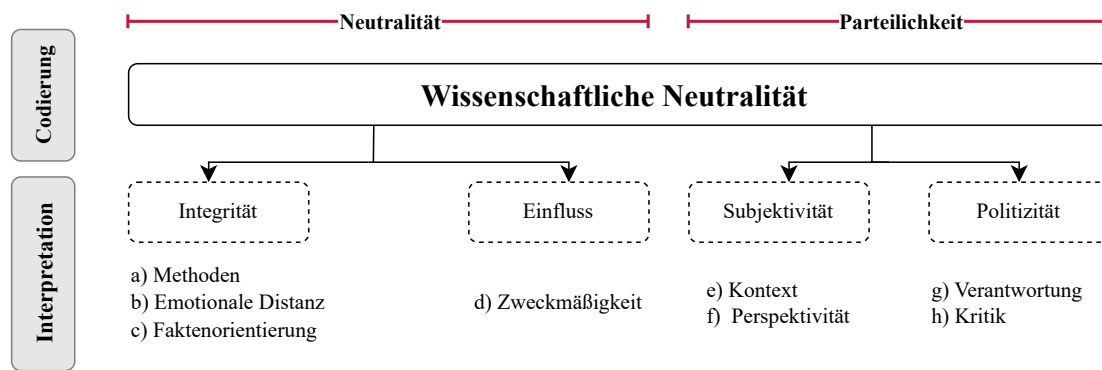 Neutralität
Parteilichkeit
Codierung
Wissenschaftliche Neutralität
Interpretation
Integrität
Einfluss
Subjektivität
Politizität
a) Methoden
b) Emotionale Distanz
c) Faktenorientierung
d) Zweckmäßigkeit
e) Kontext
f) Perspektivität
g) Verantwortung
h) Kritik